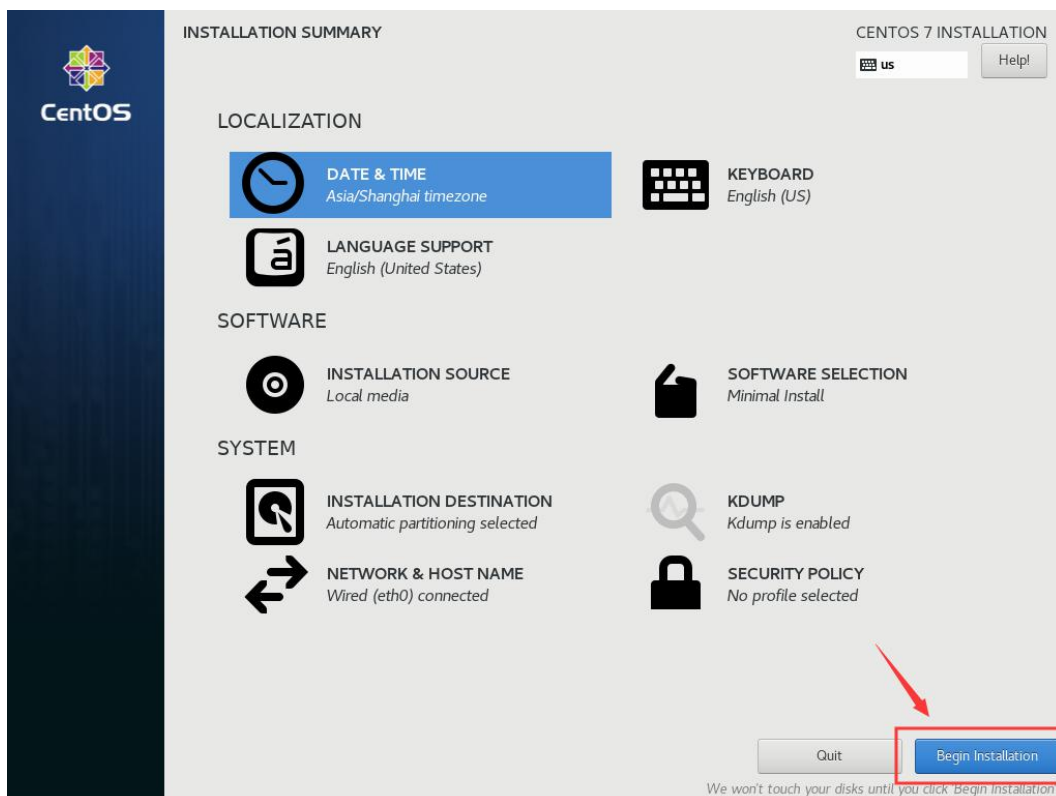 INSTALLATION SUMMARY
CENTOS 7 INSTALLATION
us
Help!
CentOS
LOCALIZATION
DATE & TIME
Asia/Shanghai timezone
KEYBOARD
English (US)
á
LANGUAGE SUPPORT
English (United States)
SOFTWARE
INSTALLATION SOURCE
Local media
SOFTWARE SELECTION
Minimal Install
SYSTEM
INSTALLATION DESTINATION
Automatic partitioning selected
KDUMP
Kdump is enabled
NETWORK & HOST NAME
Wired (eth0) connected
SECURITY POLICY
No profile selected
Quit
Begin Installation
We won't touch your disks until you click 'Begin Installation'